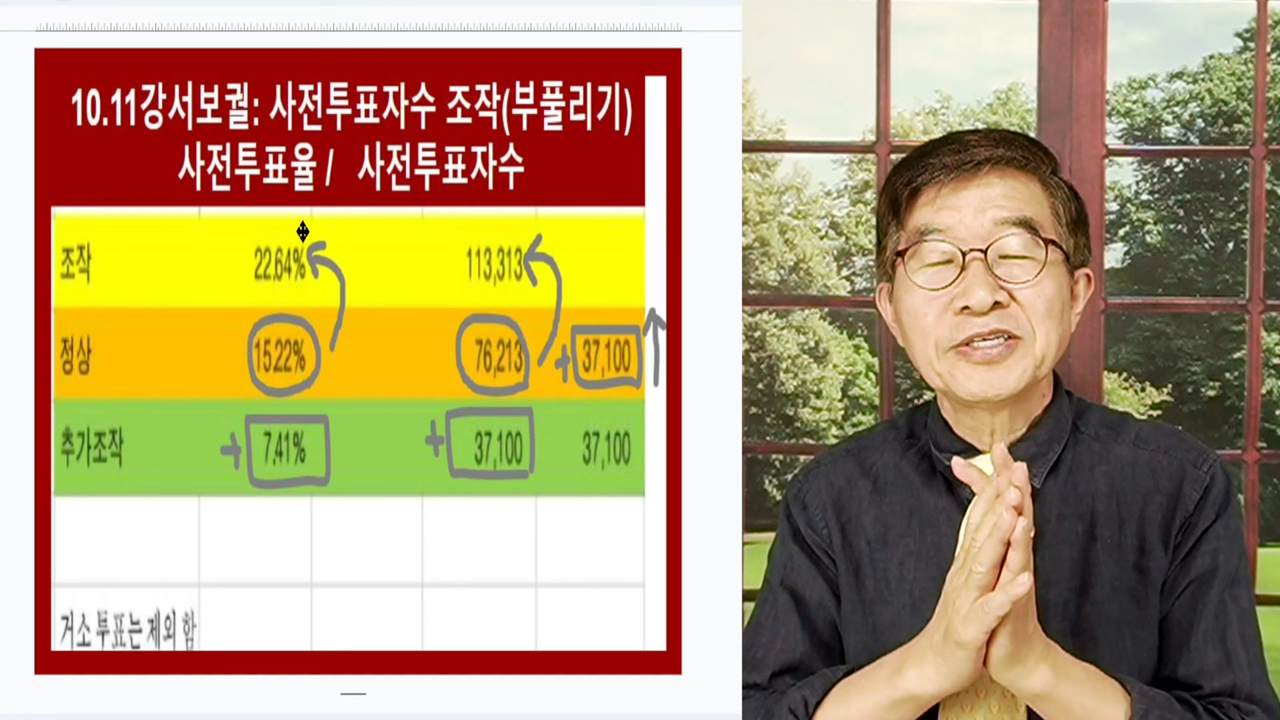 10.11강서보궐: 사전투표자수 조작(부풀리기)
사전투표율 / 사전투표자수
조작 22.64% 113,313
정상 15.22% 76,213 + 37,100
추가조작 + 7.41% + 37,100 37,100
거소투표는 제외 함